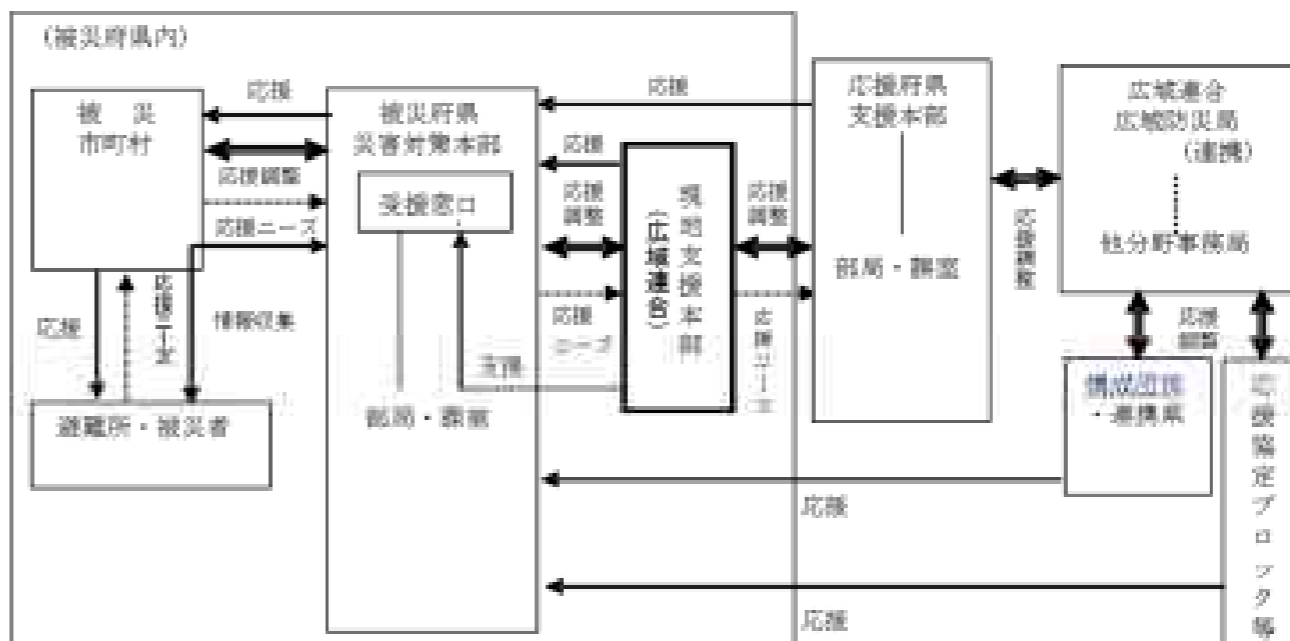 (被災府県内)
被 災
市町村
応援
応援調整
応援ニーズ
応援
応援ニーズ
情報収集
避難所・被災者
被災府県
災害対策本部
受援窓口
部局・課室
応援
応援
応援
調整
応援
ニーズ
支援
現地支援本部
(広域連合)
応援
調整
応援ニーズ
応援府県
支援本部
部局・課室
応援調整
広域連合
広域防災局
(連携)
他分野事務局
応援
調整
構成団体
・連携県
応援協定ブロック等
応援
応援